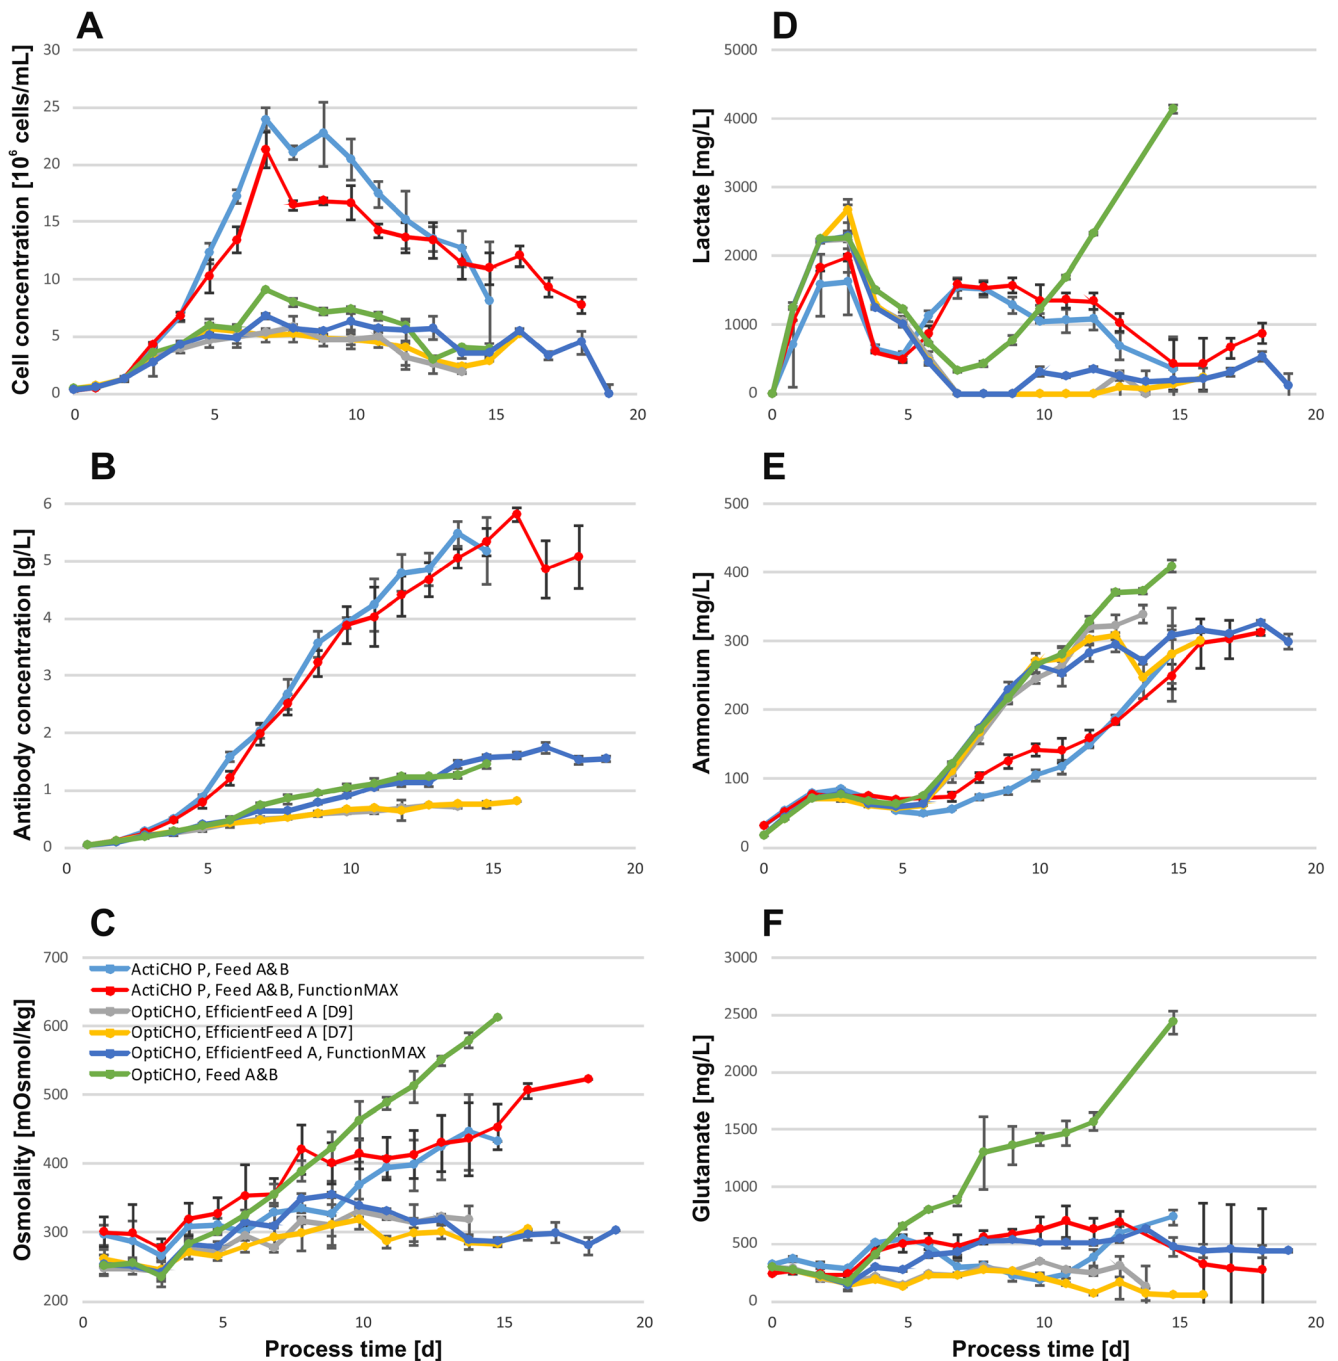 A
Cell concentration [10⁶ cells/mL]
30
25
20
15
10
5
0
0 5 10 15 20
D
Lactate [mg/L]
5000
4000
3000
2000
1000
0
0 5 10 15 20
B
Antibody concentration [g/L]
6
5
4
3
2
1
0
0 5 10 15 20
E
Ammonium [mg/L]
500
400
300
200
100
0
0 5 10 15 20
C
Osmolality [mOsmol/kg]
700
600
500
400
300
200
ActiCHO P, Feed A&B
ActiCHO P, Feed A&B, FunctionMAX
OptiCHO, EfficientFeed A [D9]
OptiCHO, EfficientFeed A [D7]
OptiCHO, EfficientFeed A, FunctionMAX
OptiCHO, Feed A&B
0 5 10 15 20
Process time [d]
F
Glutamate [mg/L]
3000
2500
2000
1500
1000
500
0
0 5 10 15 20
Process time [d]